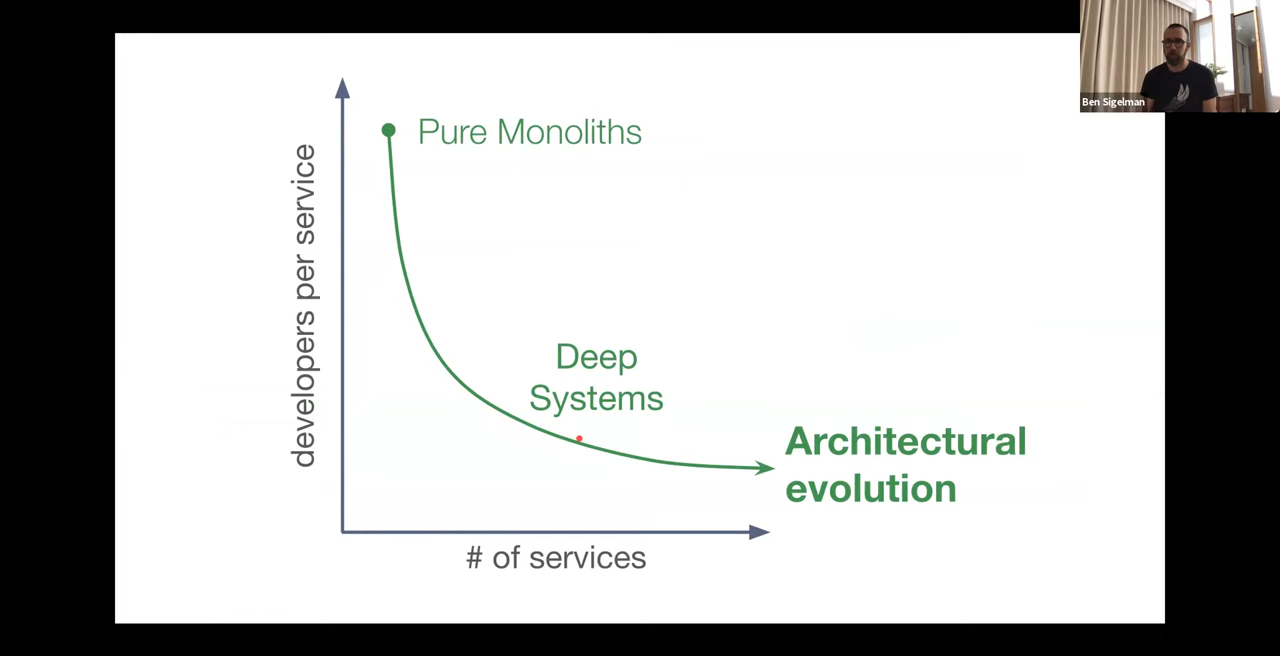 Ben Sigelman
Pure Monoliths
developers per service
Deep
Systems
Architectural
evolution
# of services